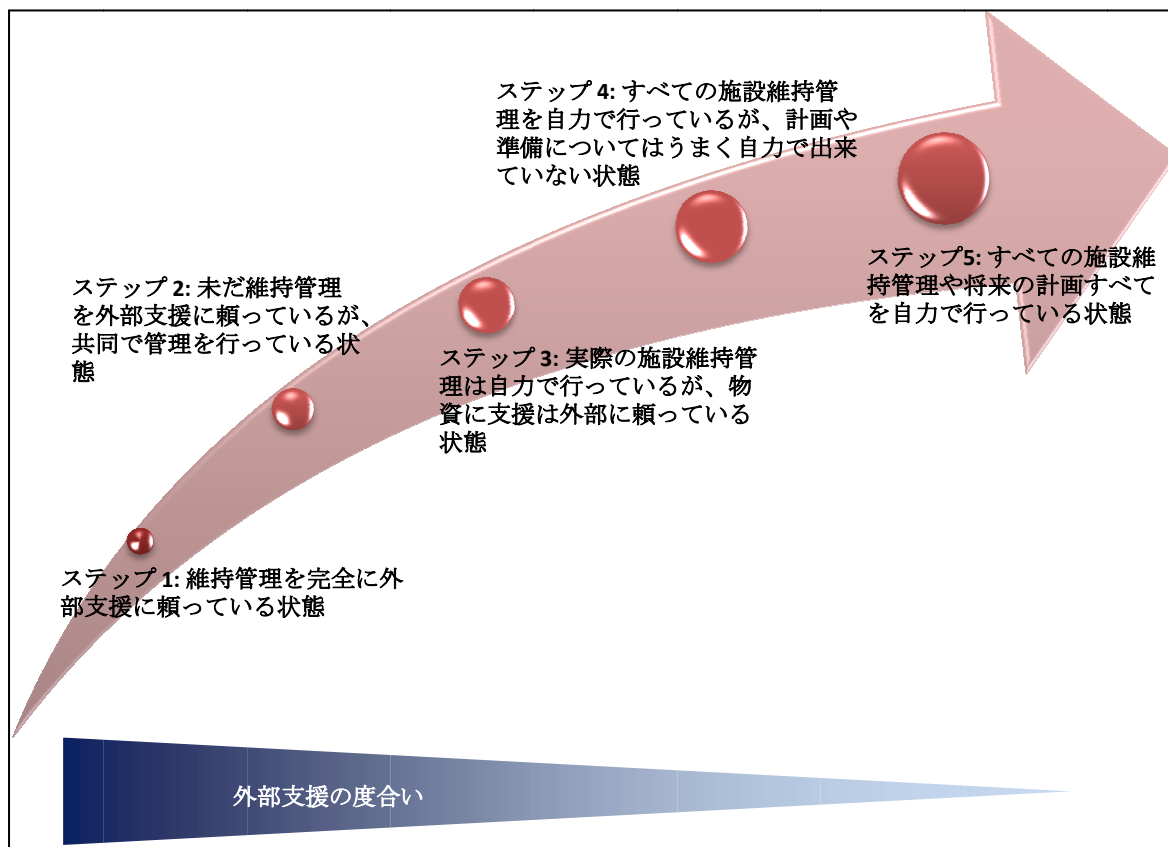 ステップ 4: すべての施設維持管
理を自力で行っているが、計画や
準備についてはうまく自力で出来
ていない状態
ステップ5: すべての施設維
持管理や将来の計画すべて
を自力で行っている状態
ステップ 2: 未だ維持管理
を外部支援に頼っているが、
共同で管理を行っている状
態
ステップ 3: 実際の施設維持管
理は自力で行っているが、物
資に支援は外部に頼っている
状態
ステップ 1: 維持管理を完全に外
部支援に頼っている状態
外部支援の度合い